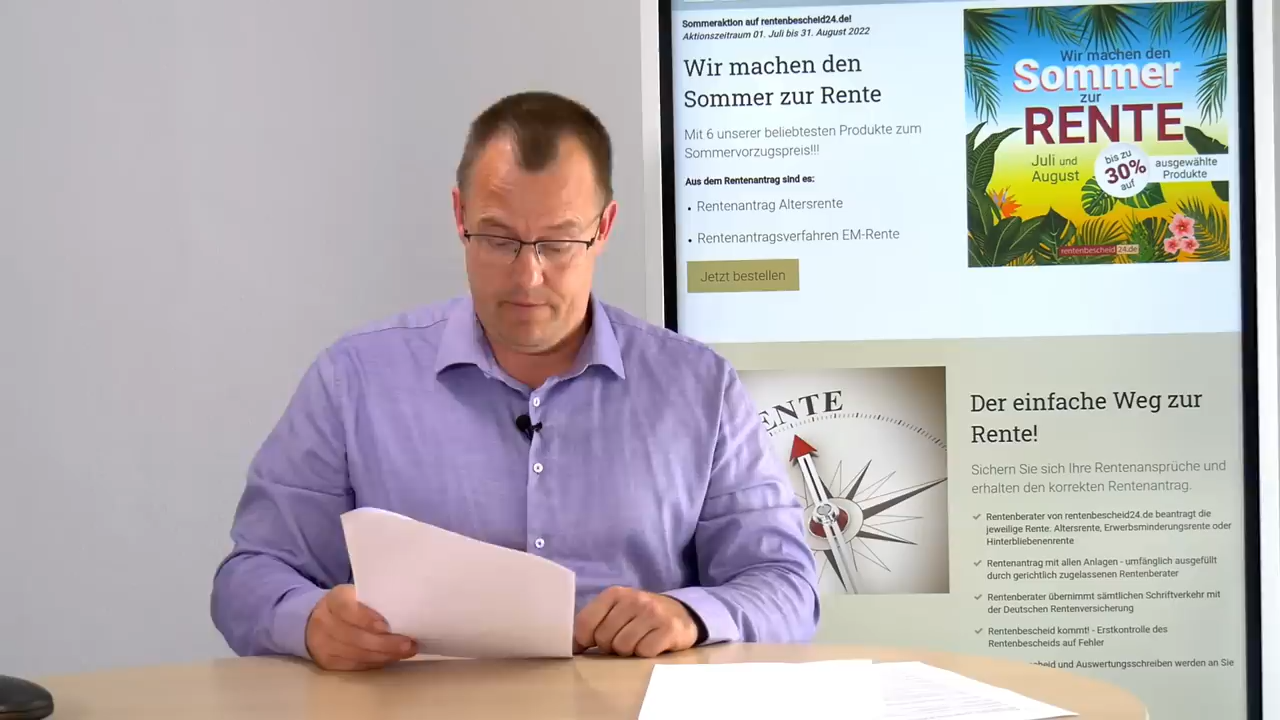 Sommeraktion auf rentenbescheid24.de!
Aktionszeitraum 01. Juli bis 31. August 2022
Wir machen den
Sommer zur Rente
Mit 6 unserer beliebtesten Produkte zum
Sommervorzugspreis!!!
Aus dem Rentenantrag sind es:
• Rentenantrag Altersrente
• Rentenantragsverfahren EM-Rente
Jetzt bestellen
Wir machen den
Sommer
zur
RENTE
Juli und
August
bis zu
30%
auf
ausgewählte
Produkte
rentenbescheid24.de
ENTE
Der einfache Weg zur
Rente!
Sichern Sie sich Ihre Rentenansprüche und
erhalten den korrekten Rentenantrag.
Rentenberater von rentenbescheid24.de beantragt die
jeweilige Rente: Altersrente, Erwerbsminderungsrente oder
Hinterbliebenenrente
Rentenantrag mit allen Anlagen - umfänglich ausgefüllt
durch gerichtlich zugelassenen Rentenberater
Rentenberater übernimmt sämtlichen Schriftverkehr mit
der Deutschen Rentenversicherung
Rentenbescheid kommt! - Erstkontrolle des
Rentenbescheids auf Fehler
und Auswertungsschreiben werden an Sie